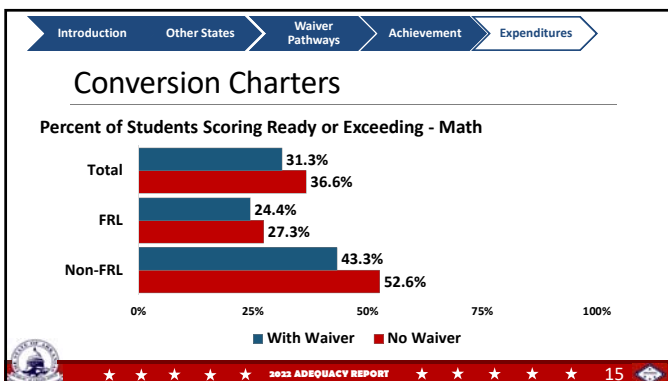 Introduction
Other States
Waiver
Pathways
Achievement
Expenditures
Conversion Charters
Percent of Students Scoring Ready or Exceeding - Math
Total
31.3%
36.6%
FRL
24.4%
27.3%
Non-FRL
43.3%
52.6%
0% 25% 50% 75% 100%
With Waiver No Waiver
2022 ADEQUACY REPORT
15